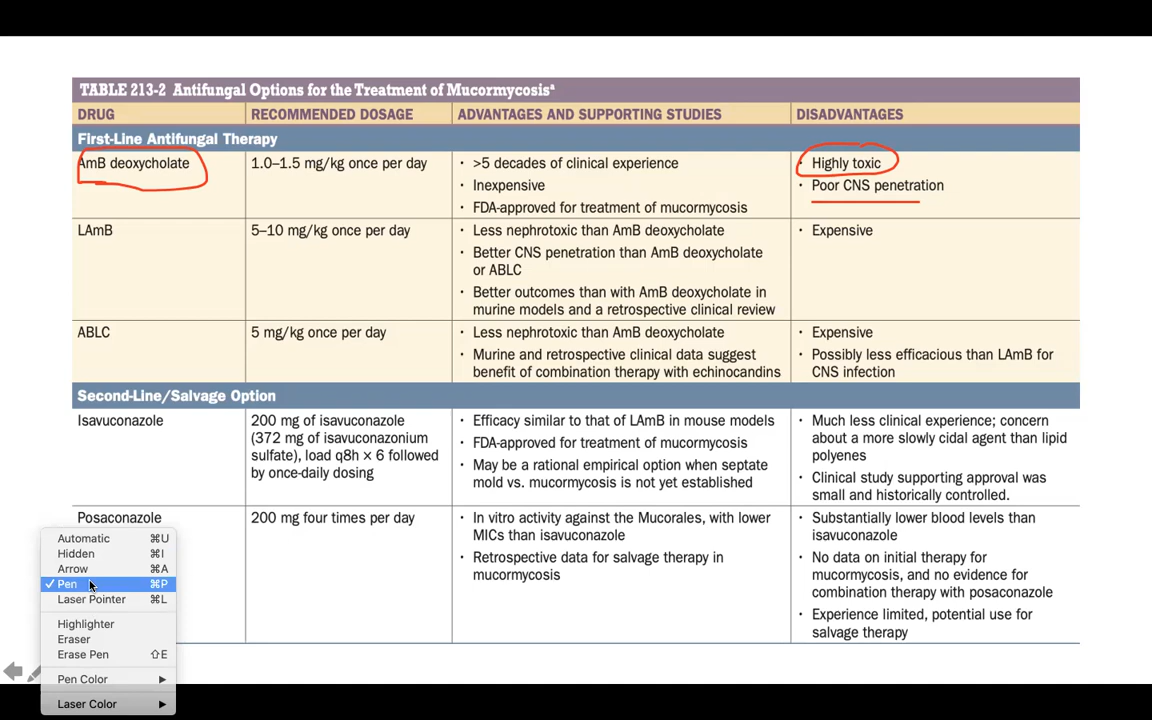 TABLE 213-2 Antifungal Options for the Treatment of Mucormycosisª
DRUG RECOMMENDED DOSAGE ADVANTAGES AND SUPPORTING STUDIES DISADVANTAGES
First-Line Antifungal Therapy
AmB deoxycholate
1.0–1.5 mg/kg once per day
• >5 decades of clinical experience
• Inexpensive
• FDA-approved for treatment of mucormycosis
• Highly toxic
• Poor CNS penetration
LAmB
5–10 mg/kg once per day
• Less nephrotoxic than AmB deoxycholate
• Better CNS penetration than AmB deoxycholate
or ABLC
• Better outcomes than with AmB deoxycholate in
murine models and a retrospective clinical review
• Expensive
ABLC
5 mg/kg once per day
• Less nephrotoxic than AmB deoxycholate
• Murine and retrospective clinical data suggest
benefit of combination therapy with echinocandins
• Expensive
• Possibly less efficacious than LAmB for
CNS infection
Second-Line/Salvage Option
Isavuconazole
200 mg of isavuconazole
(372 mg of isavuconazonium
sulfate), load q8h × 6 followed
by once-daily dosing
• Efficacy similar to that of LAmB in mouse models
• FDA-approved for treatment of mucormycosis
• May be a rational empirical option when septate
mold vs. mucormycosis is not yet established
• Much less clinical experience; concern
about a more slowly cidal agent than lipid
polyenes
• Clinical study supporting approval was
small and historically controlled.
Posaconazole
200 mg four times per day
• In vitro activity against the Mucorales, with lower
MICs than isavuconazole
• Retrospective data for salvage therapy in
mucormycosis
• Substantially lower blood levels than
isavuconazole
• No data on initial therapy for
mucormycosis, and no evidence for
combination therapy with posaconazole
• Experience limited, potential use for
salvage therapy
Automatic ⌘U
Hidden ⌘I
Arrow ⌘A
✓ Pen ⌘P
Laser Pointer ⌘L
Highlighter
Eraser
Erase Pen ⇧E
Pen Color
Laser Color